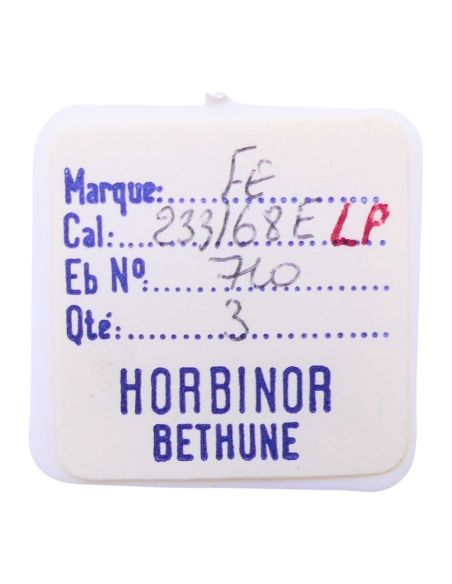 Marque: FE
Cal: 233/68 E LP
Eb Nº: 710
Qté: 3
HORBINOR
BETHUNE